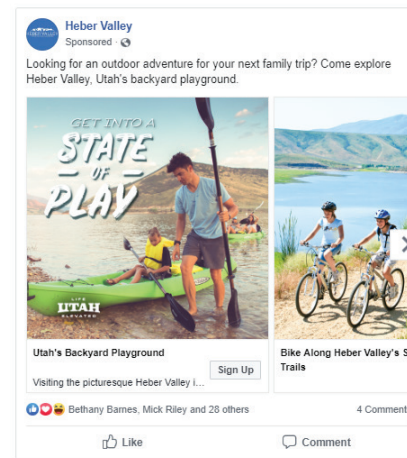 Heber Valley
Sponsored ·
Looking for an outdoor adventure for your next family trip? Come explore
Heber Valley, Utah's backyard playground.
GET INTO A
STATE
OF
PLAY
LIFE
UTAH
ELEVATED
Utah's Backyard Playground
Visiting the picturesque Heber Valley i...
Sign Up
Bike Along Heber Valley's S
Trails
Bethany Barnes, Mick Riley and 28 others
4 Comment
Like
Comment